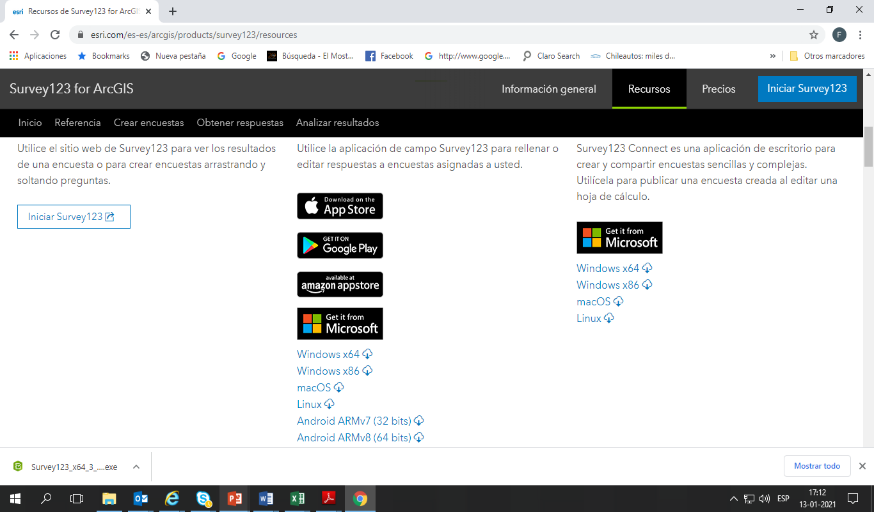 esri Recursos de Survey123 for ArcGI
esri.com/es-es/arcgis/products/survey123/resources
F
Aplicaciones
Bookmarks
Nueva pestaña
Google
Búsqueda - El Most...
Facebook
http://www.google....
Claro Search
Chileautos: miles d...
»
Otros marcadores
Survey123 for ArcGIS
Información general
Recursos
Precios
Iniciar Survey123
Inicio
Referencia
Crear encuestas
Obtener respuestas
Analizar resultados
Utilice el sitio web de Survey123 para ver los resultados
de una encuesta o para crear encuestas arrastrando y
soltando preguntas.
Iniciar Survey123
Utilice la aplicación de campo Survey123 para rellenar o
editar respuestas a encuestas asignadas a usted.
Download on the
App Store
GET IT ON
Google Play
available at
amazon appstore
Get it from
Microsoft
Windows x64
Windows x86
macOS
Linux
Android ARMv7 (32 bits)
Android ARMv8 (64 bits)
Survey123 Connect es una aplicación de escritorio para
crear y compartir encuestas sencillas y complejas.
Utilícela para publicar una encuesta creada al editar una
hoja de cálculo.
Get it from
Microsoft
Windows x64
Windows x86
macOS
Linux
Survey123_x64_3_....exe
Mostrar todo
ESP
17:12
13-01-2021